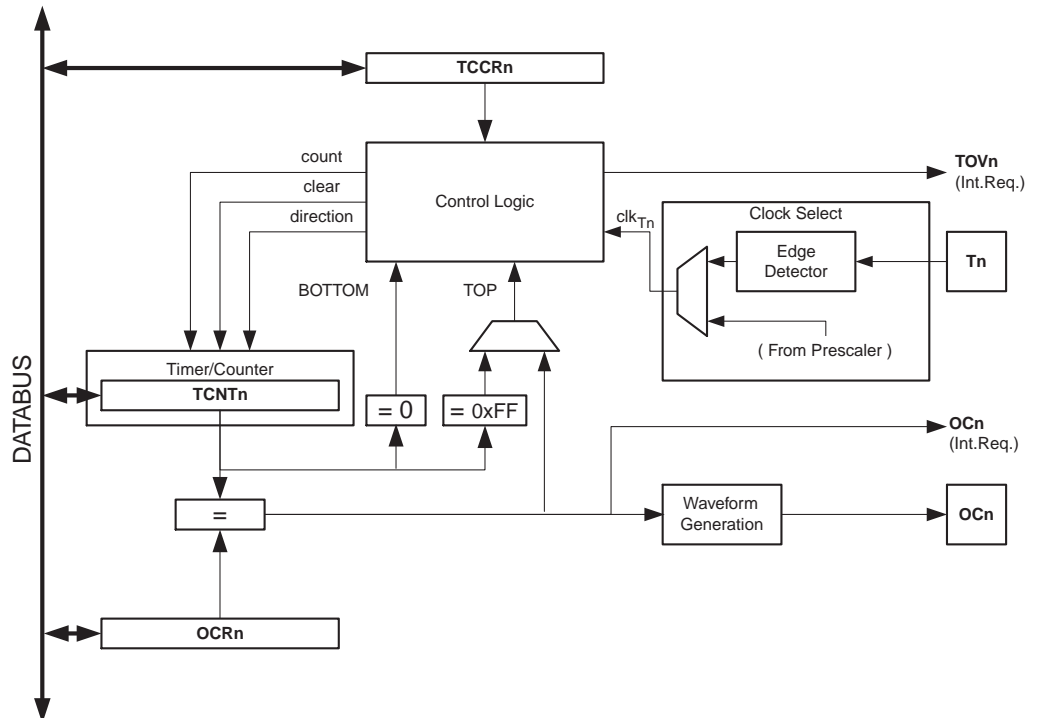 TCCRn
count
clear
direction
Control Logic
TOVn
(Int.Req.)
clkTn
Clock Select
Edge
Detector
Tn
( From Prescaler )
BOTTOM
TOP
Timer/Counter
TCNTn
= 0
= 0xFF
DATABUS
OCn
(Int.Req.)
=
Waveform
Generation
OCn
OCRn